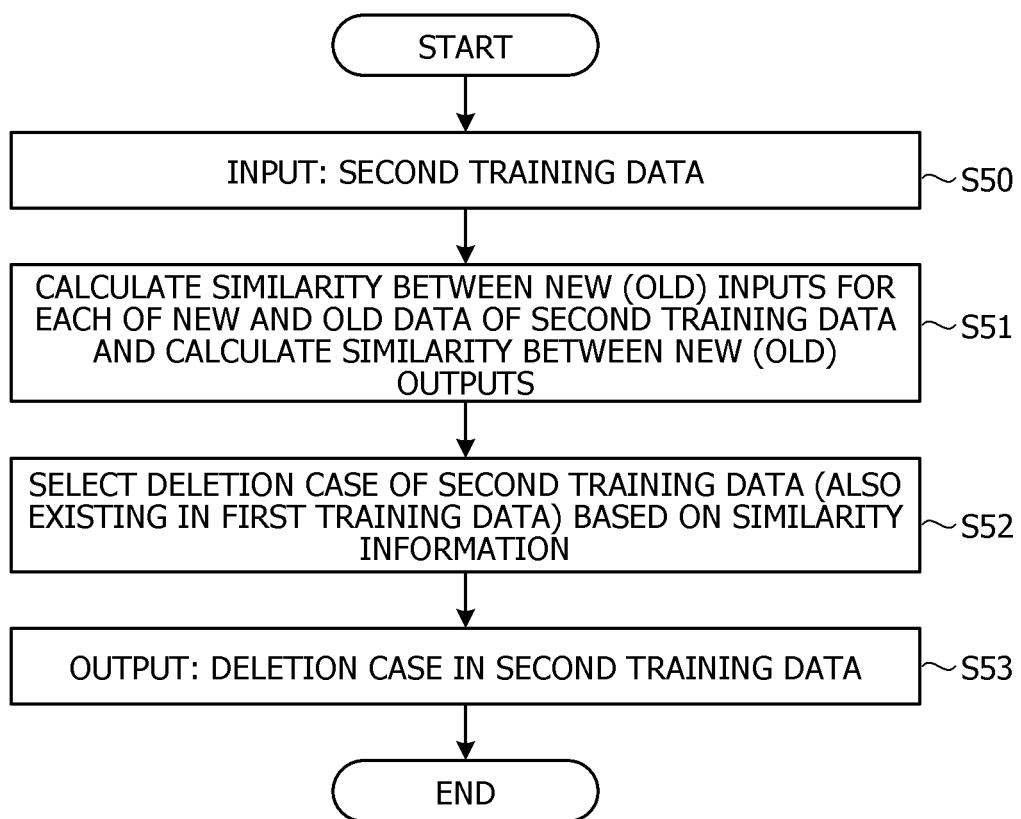 START
INPUT: SECOND TRAINING DATA
S50
CALCULATE SIMILARITY BETWEEN NEW (OLD) INPUTS FOR
EACH OF NEW AND OLD DATA OF SECOND TRAINING DATA
AND CALCULATE SIMILARITY BETWEEN NEW (OLD)
OUTPUTS
S51
SELECT DELETION CASE OF SECOND TRAINING DATA (ALSO
EXISTING IN FIRST TRAINING DATA) BASED ON SIMILARITY
INFORMATION
S52
OUTPUT: DELETION CASE IN SECOND TRAINING DATA
S53
END